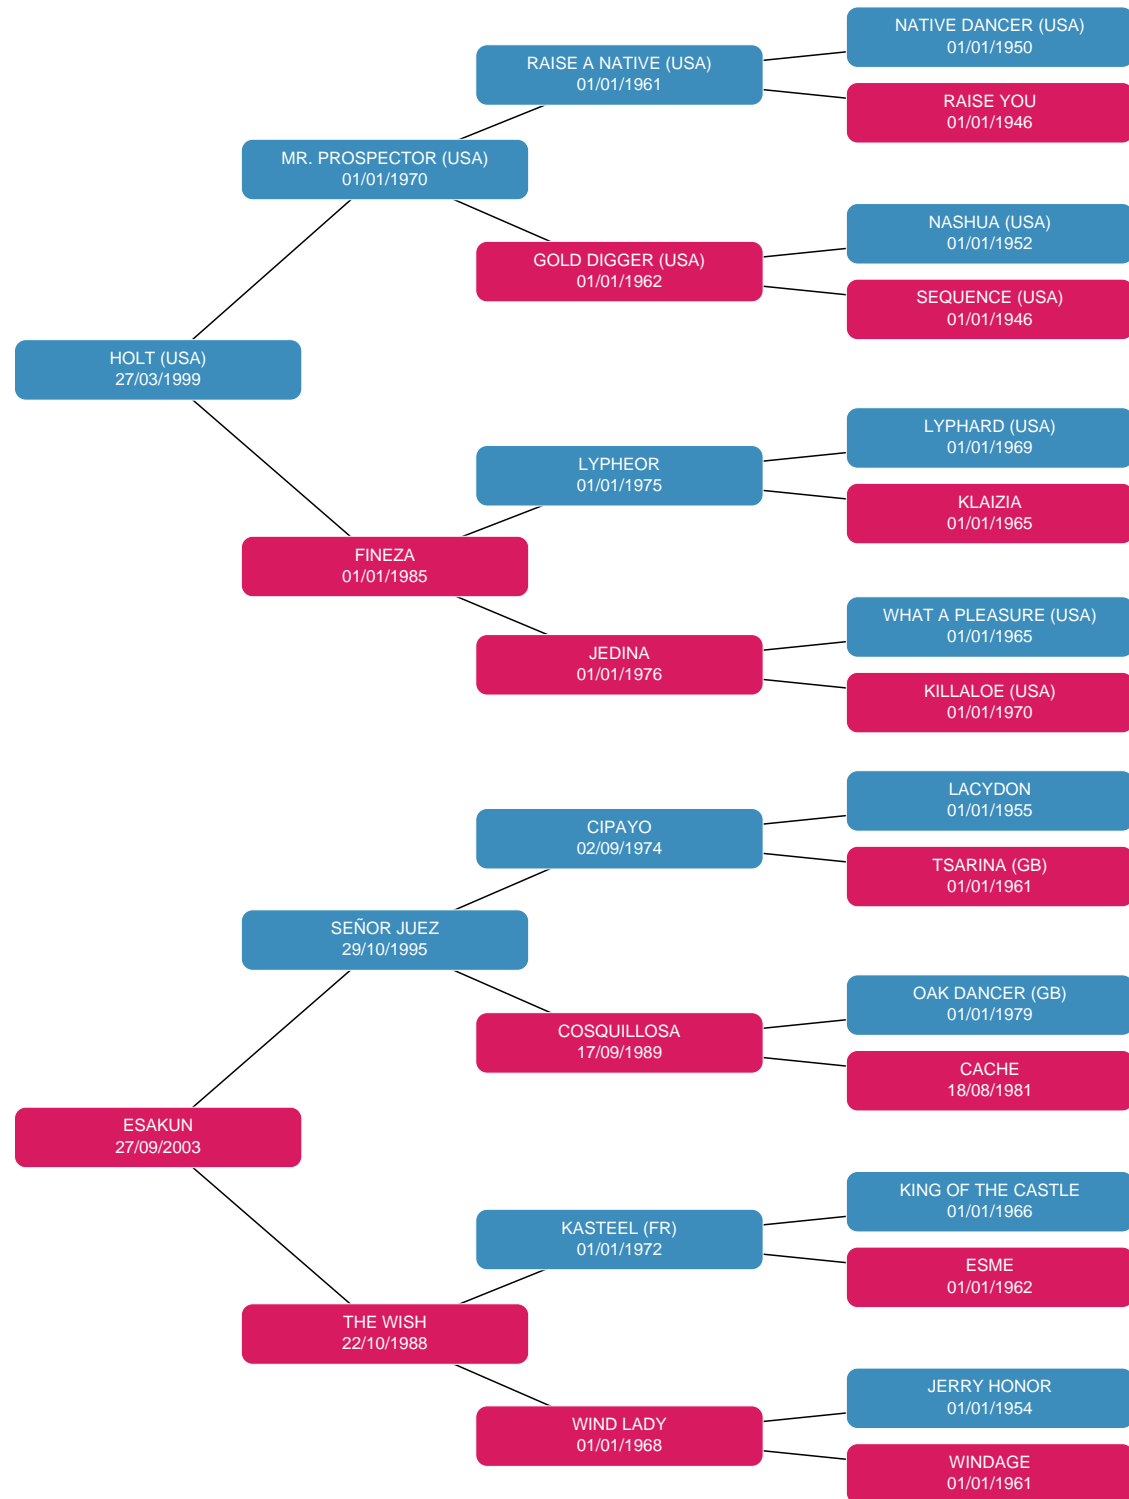 NATIVE DANCER (USA)
01/01/1950
RAISE A NATIVE (USA)
01/01/1961
RAISE YOU
01/01/1946
MR. PROSPECTOR (USA)
01/01/1970
NASHUA (USA)
01/01/1952
GOLD DIGGER (USA)
01/01/1962
SEQUENCE (USA)
01/01/1946
HOLT (USA)
27/03/1999
LYPHARD (USA)
01/01/1969
LYPHEOR
01/01/1975
KLAIZIA
01/01/1965
FINEZA
01/01/1985
WHAT A PLEASURE (USA)
01/01/1965
JEDINA
01/01/1976
KILLALOE (USA)
01/01/1970
LACYDON
01/01/1955
CIPAYO
02/09/1974
TSARINA (GB)
01/01/1961
SEÑOR JUEZ
29/10/1995
OAK DANCER (GB)
01/01/1979
COSQUILLOSA
17/09/1989
CACHE
18/08/1981
ESAKUN
27/09/2003
KING OF THE CASTLE
01/01/1966
KASTEEL (FR)
01/01/1972
ESME
01/01/1962
THE WISH
22/10/1988
JERRY HONOR
01/01/1954
WIND LADY
01/01/1968
WINDAGE
01/01/1961